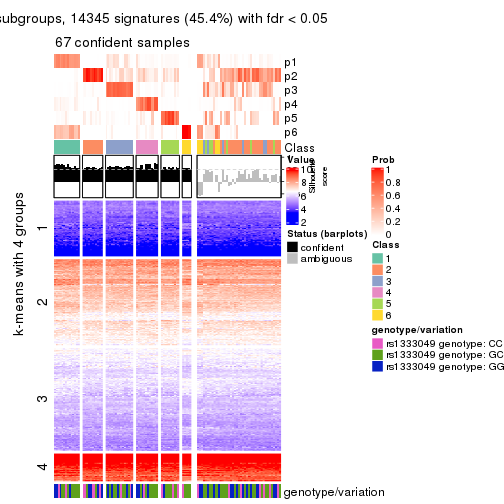 subgroups, 14345 signatures (45.4%) with fdr < 0.05
67 confident samples
p1
p2
p3
p4
p5
p6
Class
1
2
3
4
k-means with 4 groups
genotype/variation
Value
10
8
6
4
2
Silhouette
score
Status (barplots)
confident
ambiguous
Prob
1
0.8
0.6
0.4
0.2
0
Class
1
2
3
4
5
6
genotype/variation
rs1333049 genotype: CC
rs1333049 genotype: GC
rs1333049 genotype: GG